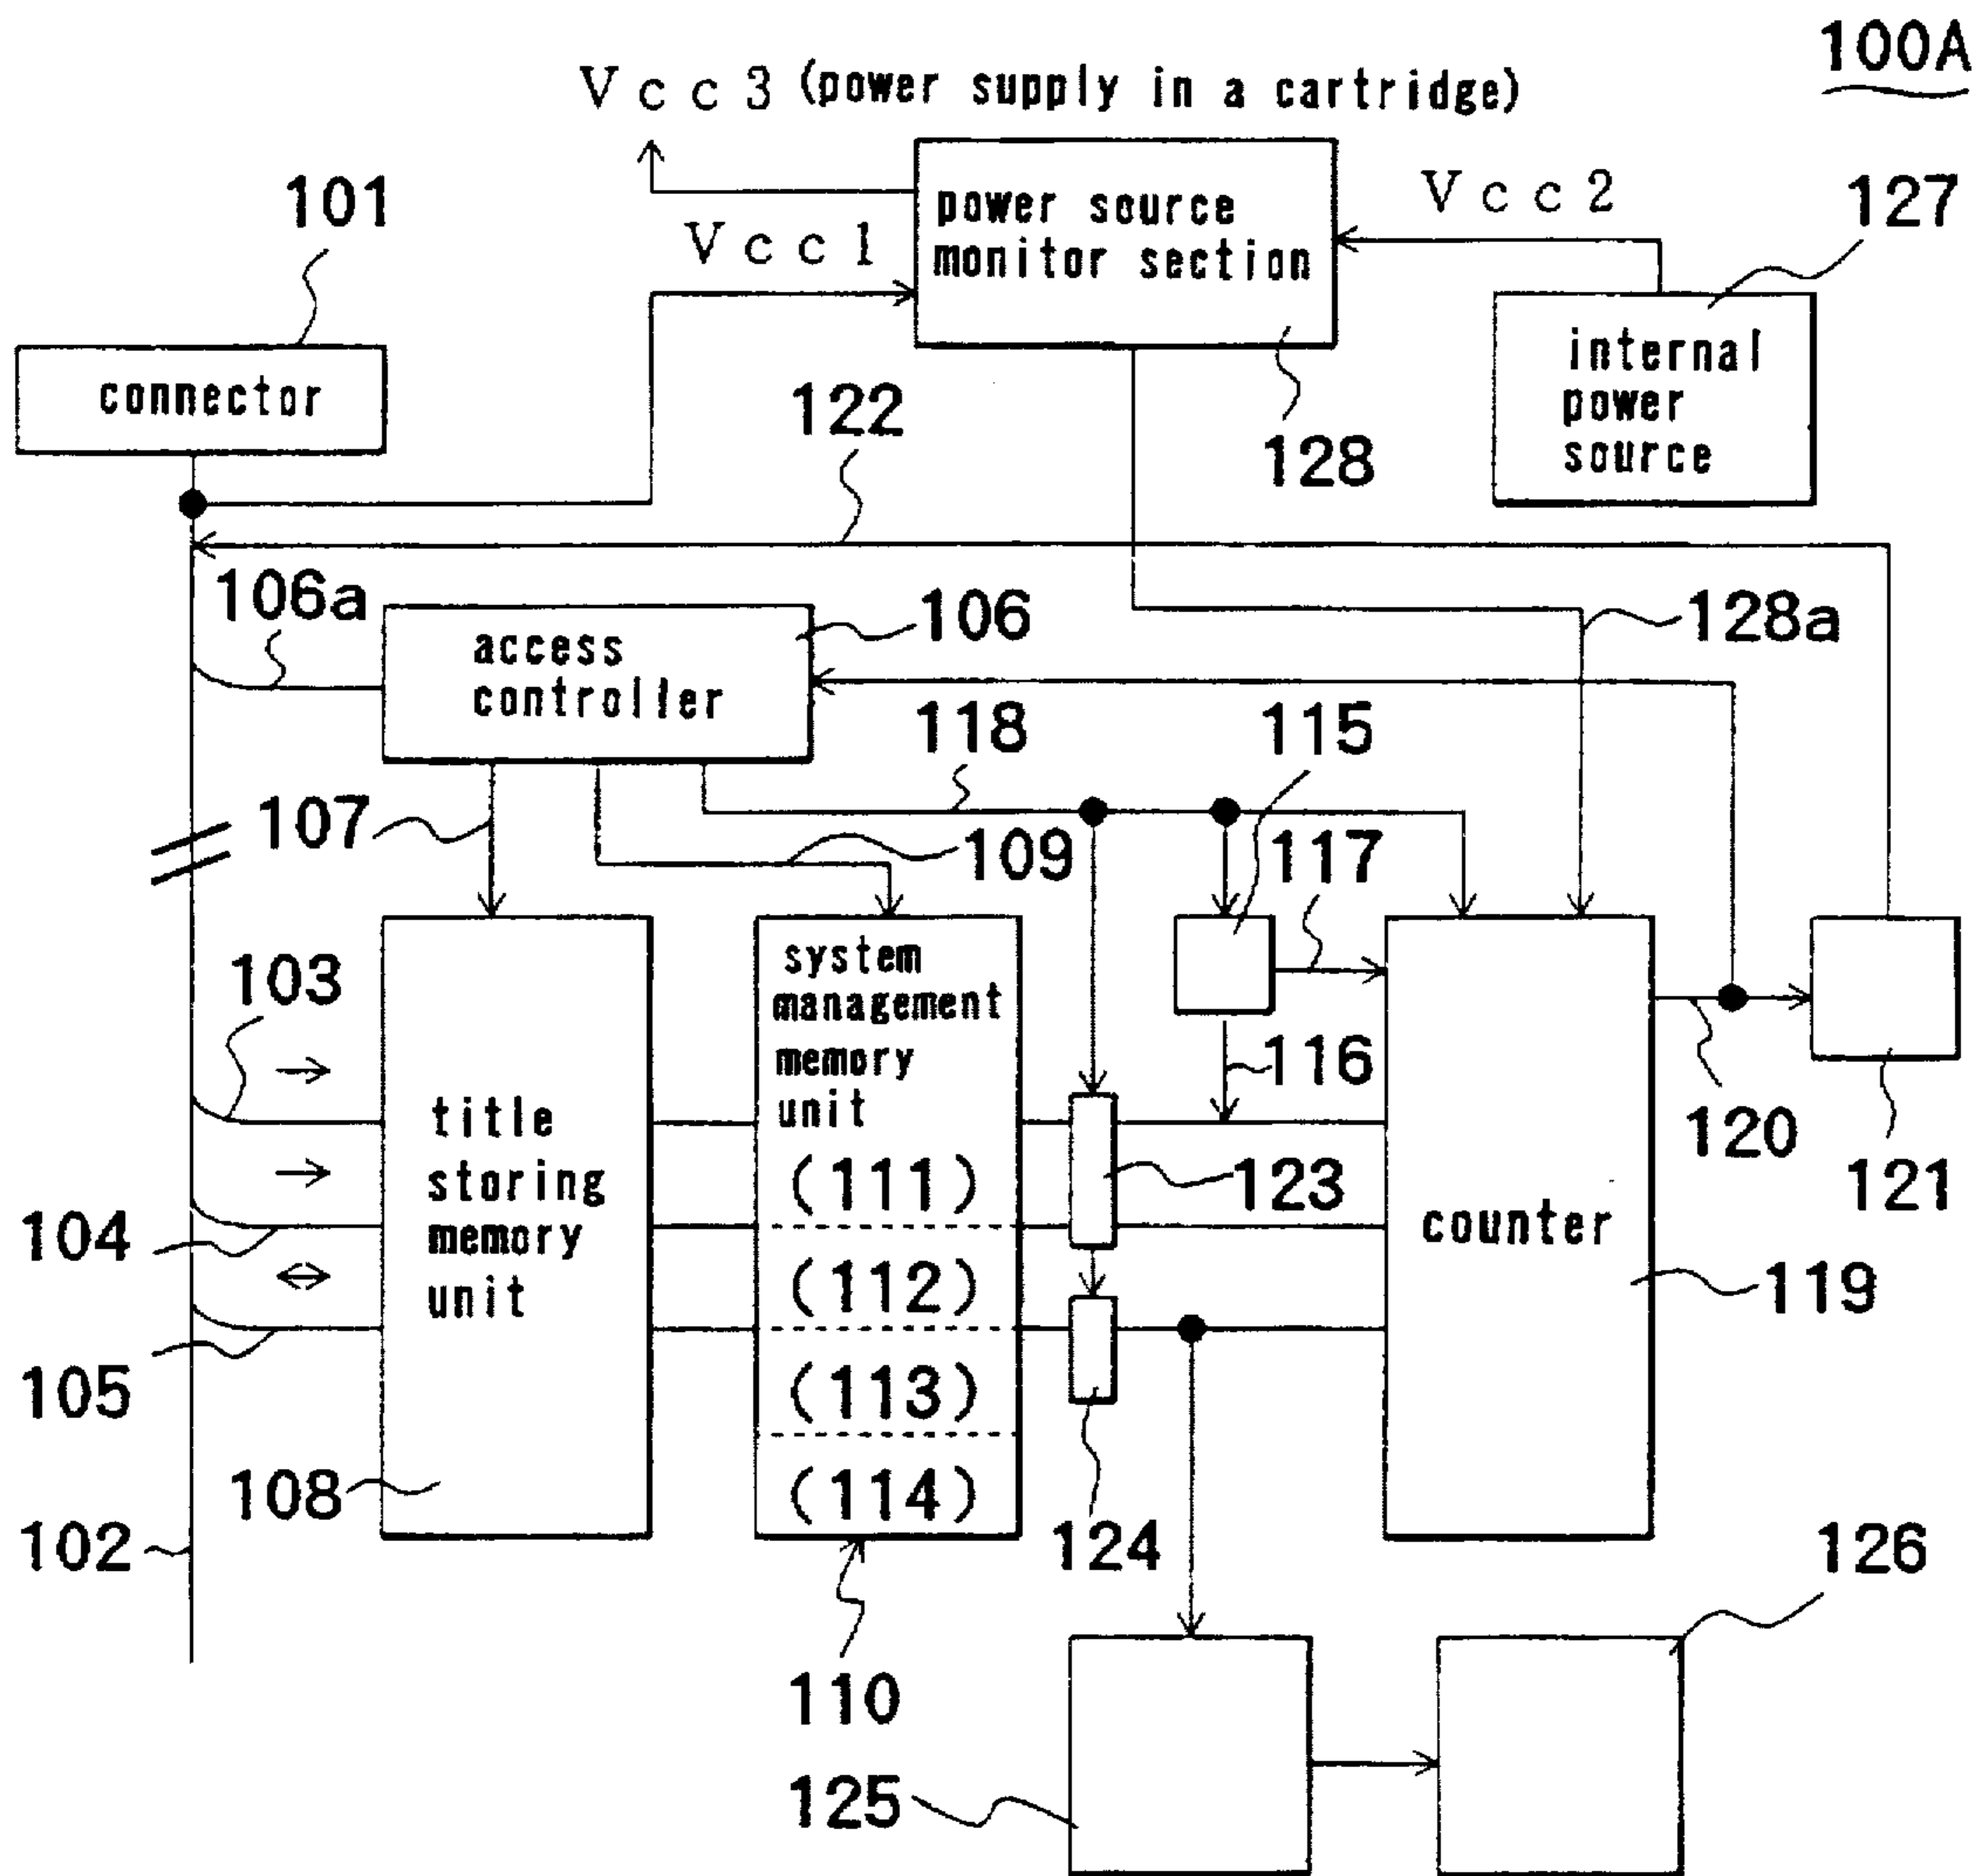 100A
Vcc3 (power supply in a cartridge)
101
Vcc1
power source
monitor section
Vcc2
127
connector
122
128
internal
power
source
106a
access
controller
106
128a
118
115
107
109
117
103
system
management
memory
unit
(111)
(112)
(113)
(114)
116
title
storing
memory
unit
123
120
121
104
counter
119
105
108
124
102
126
110
125